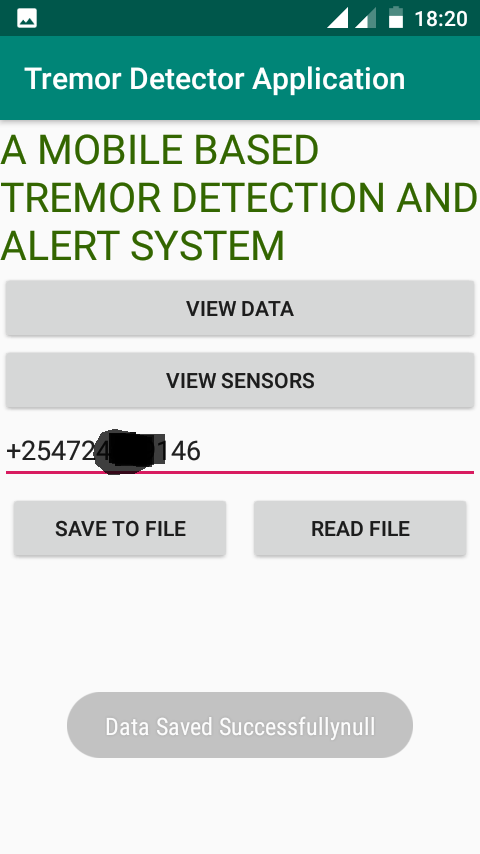 18:20
Tremor Detector Application
A MOBILE BASED
TREMOR DETECTION AND
ALERT SYSTEM
VIEW DATA
VIEW SENSORS
+254724 146
SAVE TO FILE
READ FILE
Data Saved Successfullynull